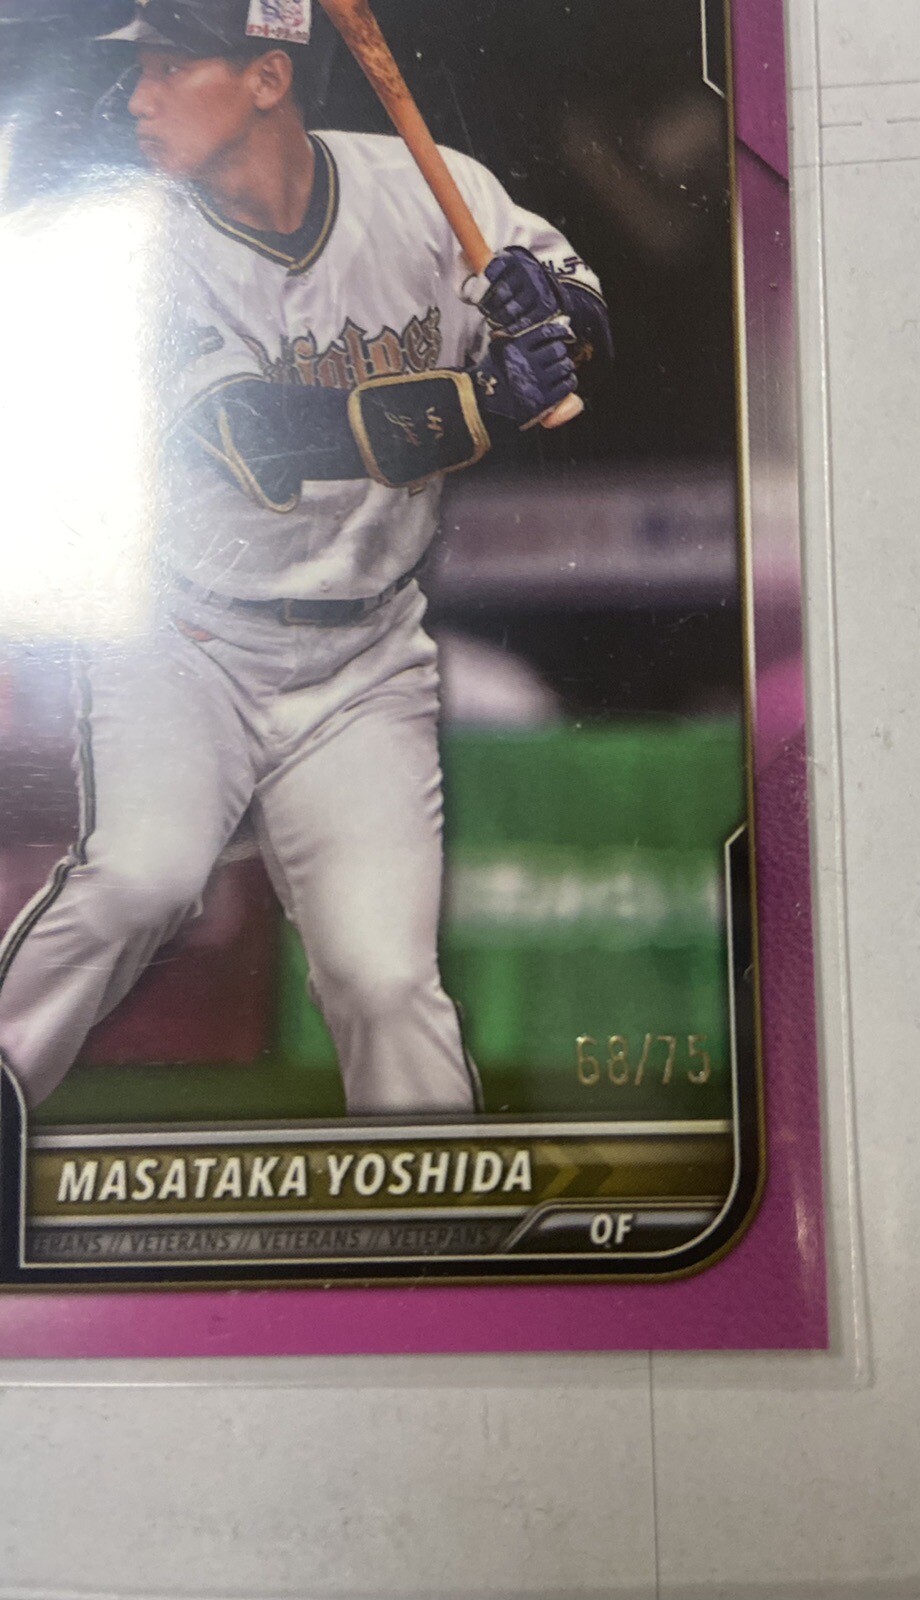 68/75
MASATAKA YOSHIDA
ERANS // VETERANS // VETERANS // VETERANS
OF